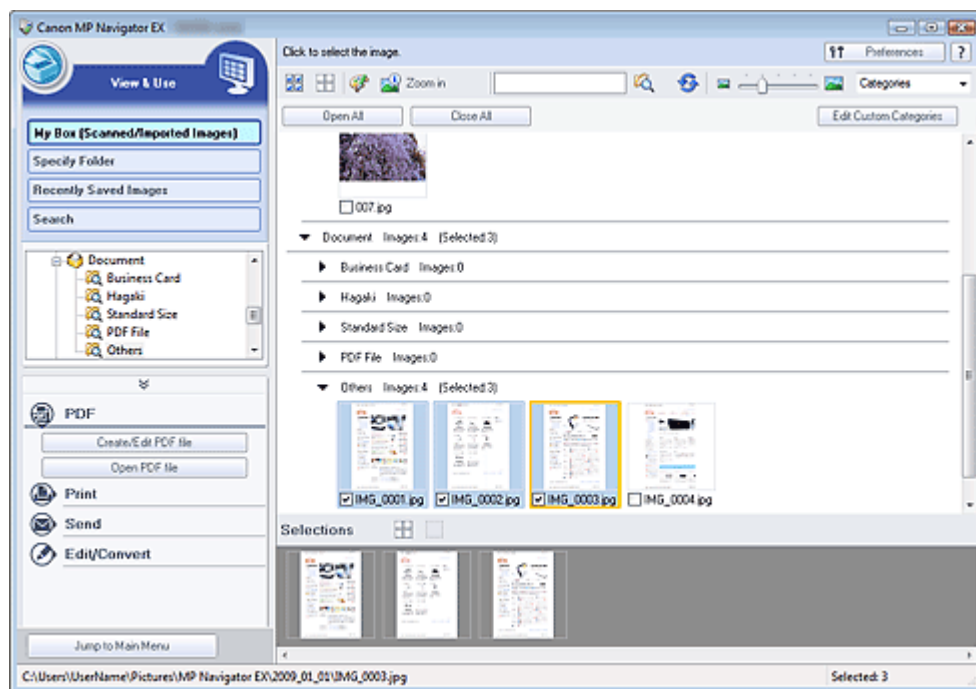 Canon MP Navigator EX
View & Use
My Box (Scanned/Imported Images)
Specify Folder
Recently Saved Images
Search
Document
Business Card
Hagaki
Standard Size
PDF File
Others
PDF
Create/Edit PDF file
Open PDF file
Print
Send
Edit/Convert
Jump to Main Menu
Click to select the image.
Preferences
?
Zoom in
Categories
Open All
Close All
Edit Custom Categories
007.jpg
Document Images:4 (Selected:3)
Business Card Images:0
Hagaki Images:0
Standard Size Images:0
PDF File Images:0
Others Images:4 (Selected:3)
IMG_0001.jpg
IMG_0002.jpg
IMG_0003.jpg
IMG_0004.jpg
Selections
C:\Users\UserName\Pictures\MP Navigator EX\2009_01_01\IMG_0003.jpg
Selected: 3